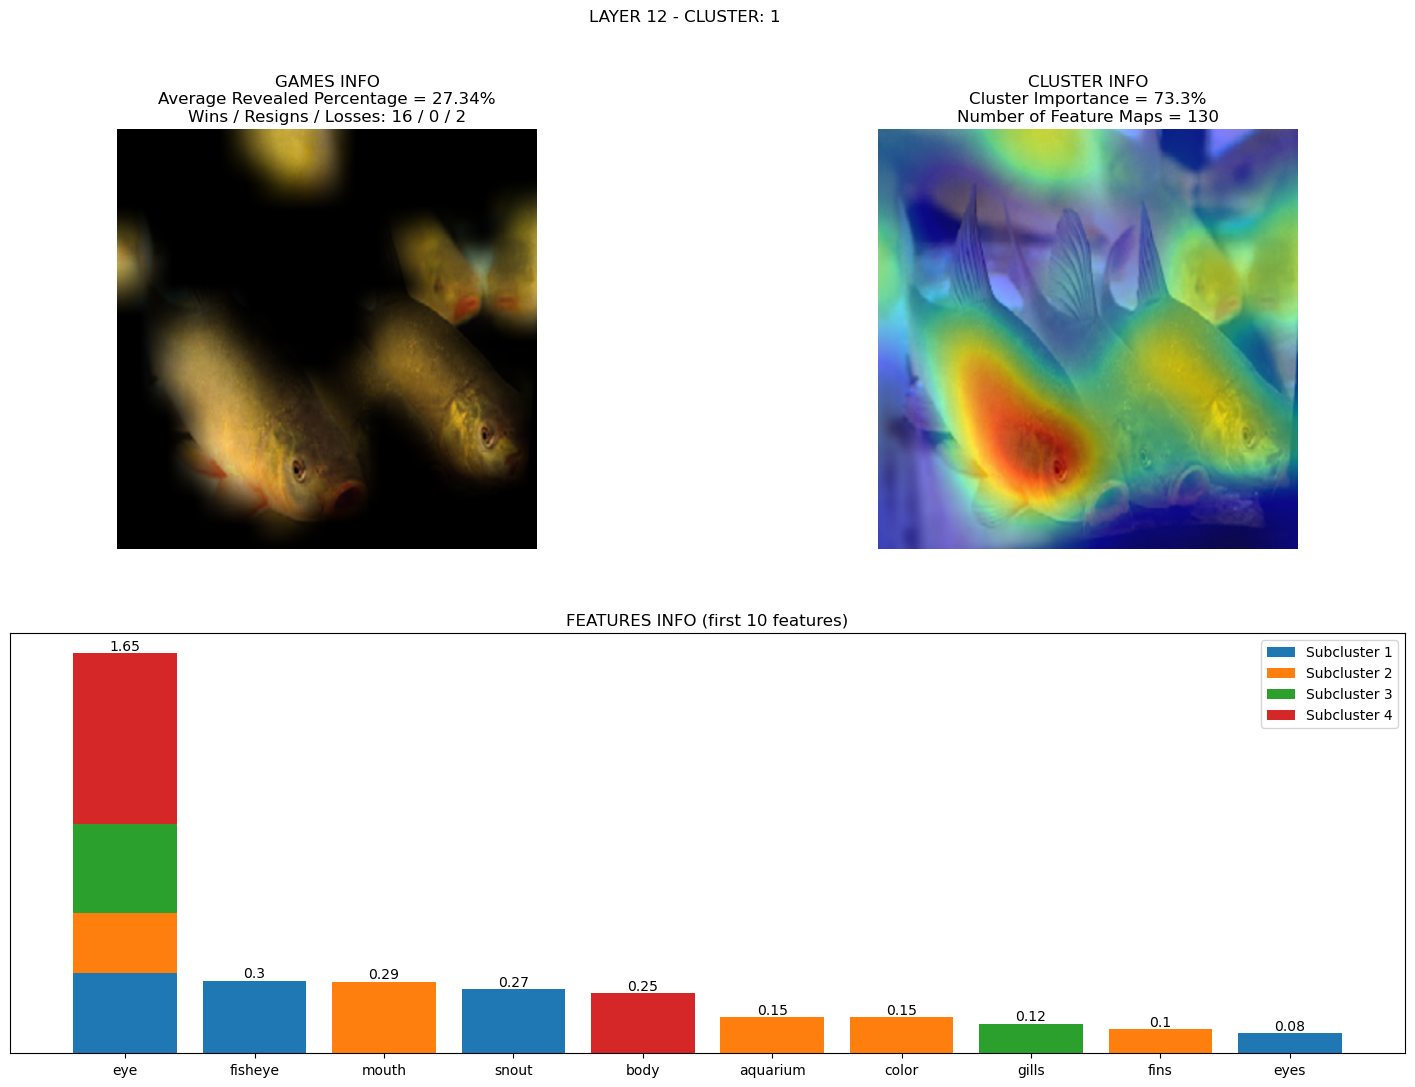 LAYER 12 - CLUSTER: 1
GAMES INFO
Average Revealed Percentage = 27.34%
Wins / Resigns / Losses: 16 / 0 / 2
CLUSTER INFO
Cluster Importance = 73.3%
Number of Feature Maps = 130
FEATURES INFO (first 10 features)
Subcluster 1
Subcluster 2
Subcluster 3
Subcluster 4
1.65
0.3
0.29
0.27
0.25
0.15
0.15
0.12
0.1
0.08
eye
fisheye
mouth
snout
body
aquarium
color
gills
fins
eyes